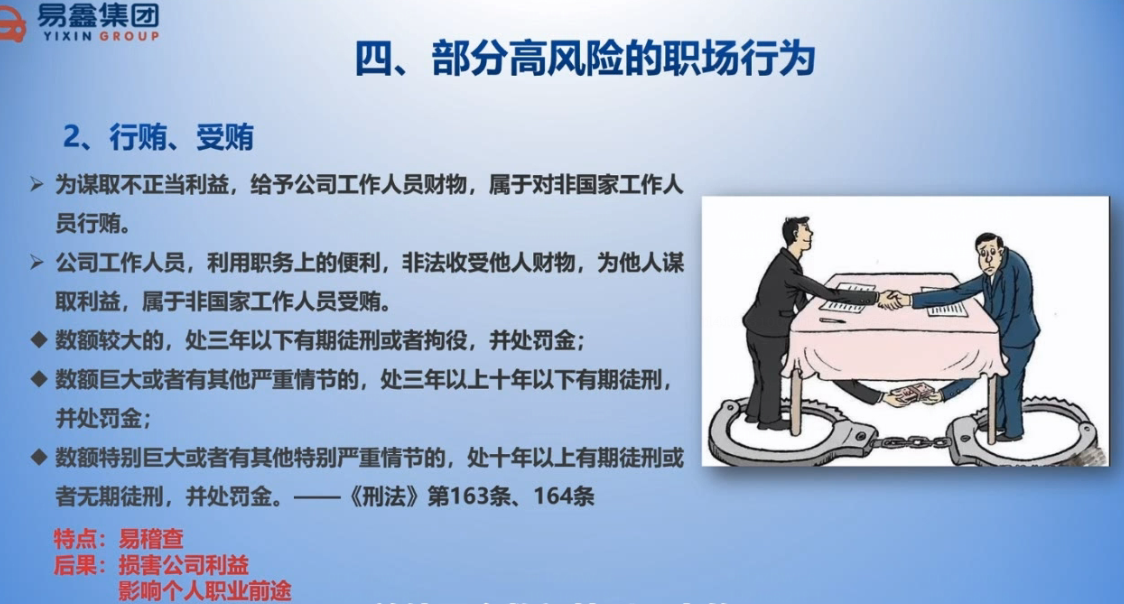 易鑫集团
YIXIN GROUP
四、部分高风险的职场行为
2、行贿、受贿
➢ 为谋取不正当利益，给予公司工作人员财物，属于对非国家工作人
员行贿。
➢ 公司工作人员，利用职务上的便利，非法收受他人财物，为他人谋
取利益，属于非国家工作人员受贿。
◆ 数额较大的，处三年以下有期徒刑或者拘役，并处罚金；
◆ 数额巨大或者有其他严重情节的，处三年以上十年以下有期徒刑，
并处罚金；
◆ 数额特别巨大或者有其他特别严重情节的，处十年以上有期徒刑或
者无期徒刑，并处罚金。——《刑法》第163条、164条
特点：易稽查
后果：损害公司利益
影响个人职业前途